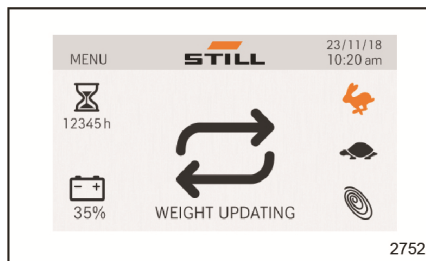 MENU
STILL
23/11/18
10:20 am
12345 h
35%
WEIGHT UPDATING
2752